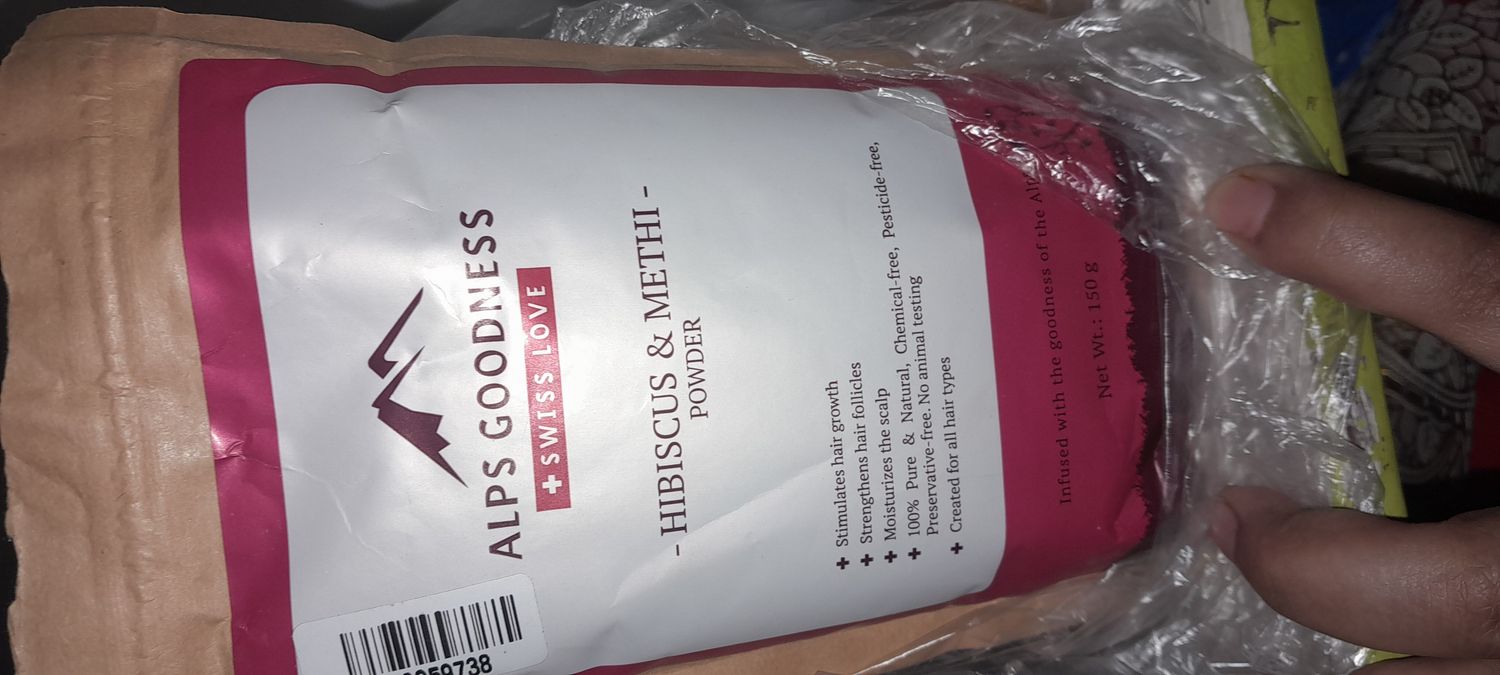 ALPS GOODNESS
SWISS LOVE
- HIBISCUS & METHI -
POWDER
Stimulates hair growth
Strengthens hair follicles
Moisturizes the scalp
100% Pure & Natural, Chemical-free, Pesticide-free,
Preservative-free. No animal testing
Created for all hair types
Infused with the goodness of the
Net Wt.: 150 g
59738